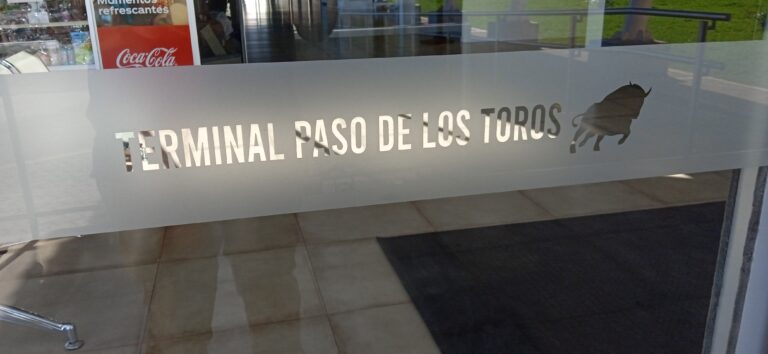 Momentos
refrescantes
Coca-Cola
TERMINAL PASO DE LOS TOROS